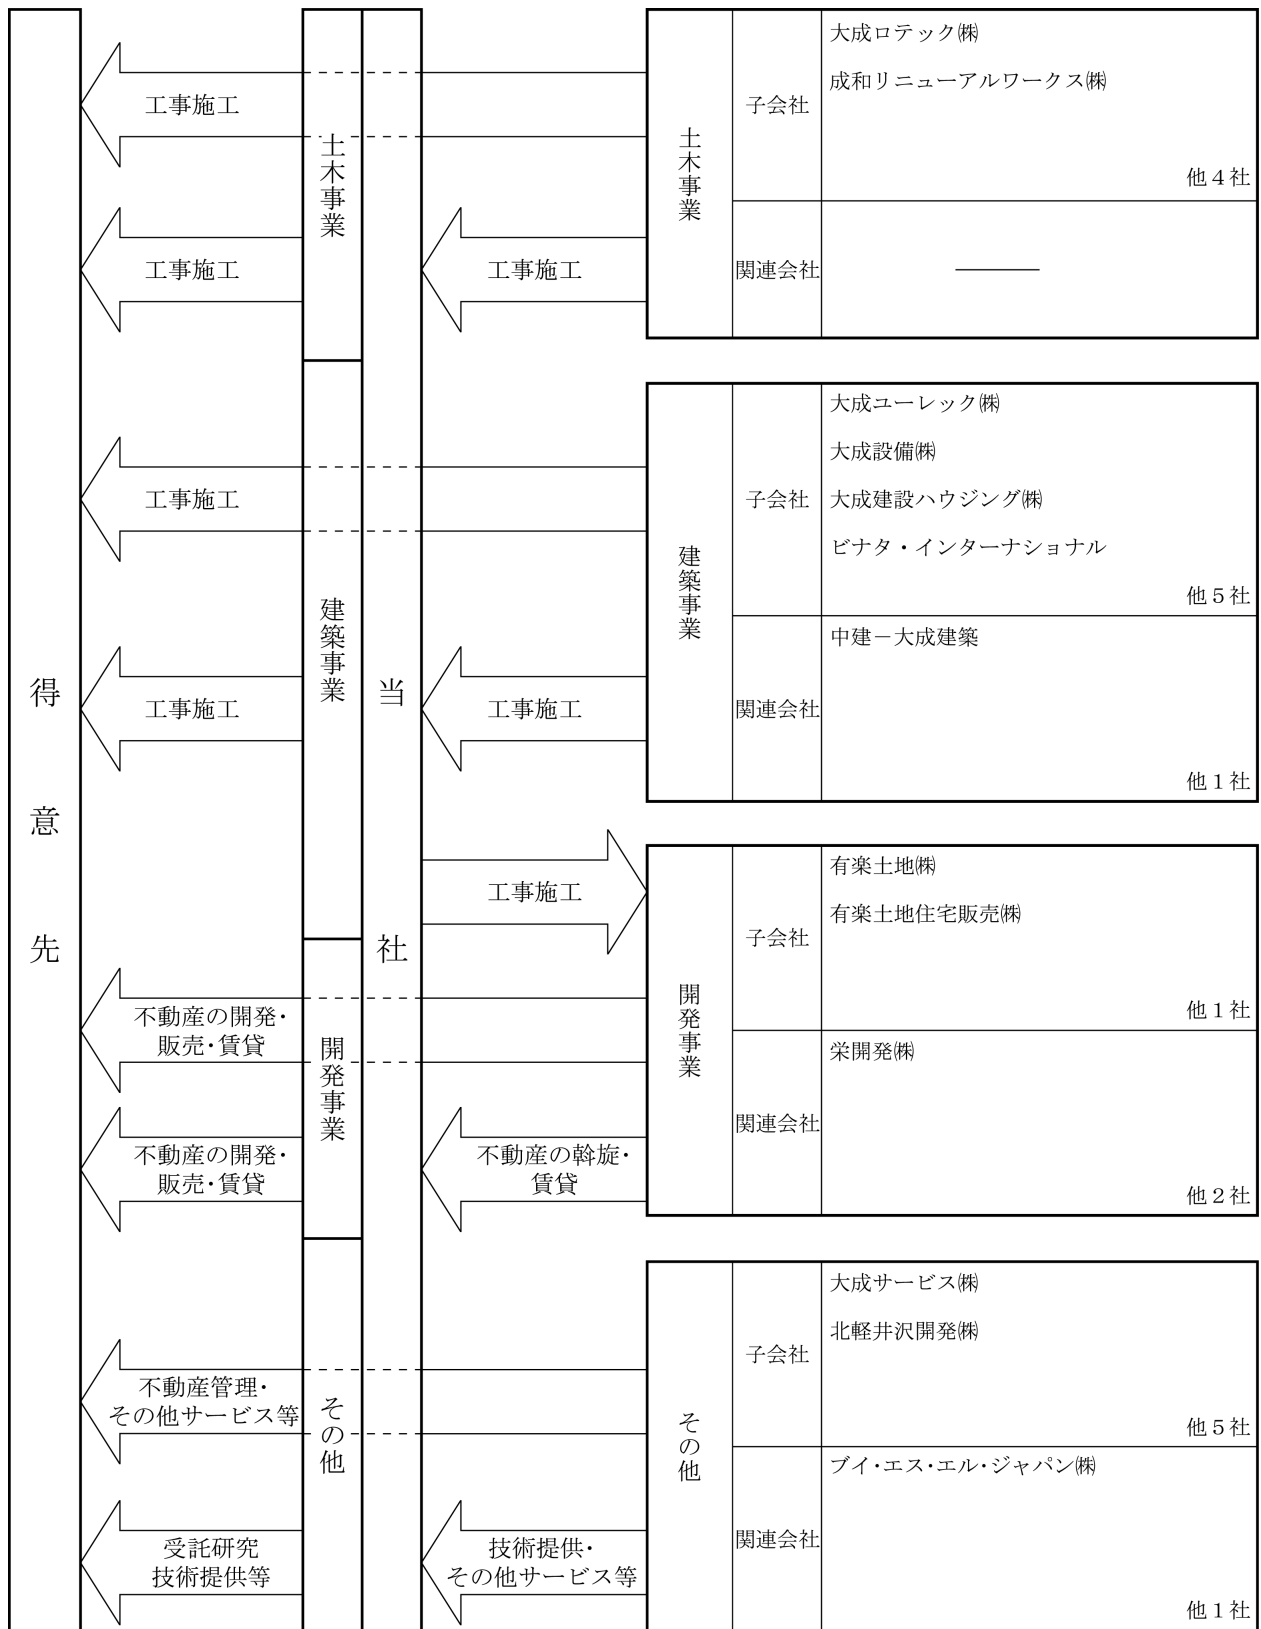 得意先
当社
土木事業
建築事業
開発事業
その他
工事施工
工事施工
工事施工
土木事業
子会社
大成ロテック㈱
成和リニューアルワークス㈱
他4社
関連会社
―
工事施工
工事施工
工事施工
建築事業
子会社
大成ユーレック㈱
大成設備㈱
大成建設ハウジング㈱
ビナタ・インターナショナル
他5社
関連会社
中建－大成建築
他1社
工事施工
不動産の開発・
販売・賃貸
不動産の開発・
販売・賃貸
不動産の斡旋・
賃貸
開発事業
子会社
有楽土地㈱
有楽土地住宅販売㈱
他1社
関連会社
栄開発㈱
他2社
不動産管理・
その他サービス等
受託研究
技術提供等
技術提供・
その他サービス等
その他
子会社
大成サービス㈱
北軽井沢開発㈱
他5社
関連会社
ブイ・エス・エル・ジャパン㈱
他1社